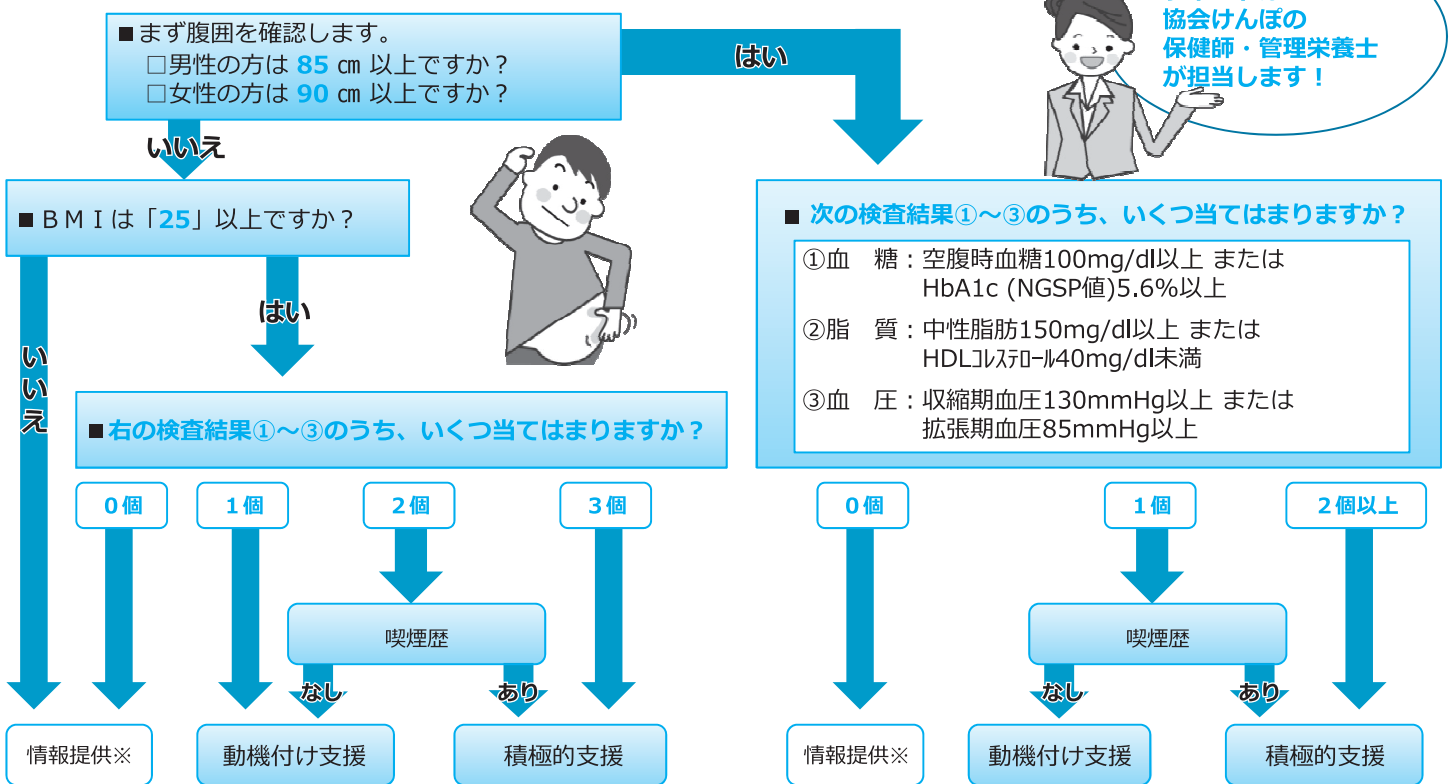 協会けんぽの
保健師・管理栄養士
が担当します！
■まず腹囲を確認します。
□男性の方は 85 ㎝ 以上ですか？
□女性の方は 90 ㎝ 以上ですか？
はい
いいえ
■ＢＭＩは「25」以上ですか？
はい
いいえ
■右の検査結果①～③のうち、いくつ当てはまりますか？
０個
１個
２個
３個
喫煙歴
なし
あり
情報提供※
動機付け支援
積極的支援
■ 次の検査結果①～③のうち、いくつ当てはまりますか？
①血　糖：空腹時血糖100mg/dl以上 または
HbA1c (NGSP値)5.6%以上
②脂　質：中性脂肪150mg/dl以上 または
HDLｺﾚｽﾃﾛｰﾙ40mg/dl未満
③血　圧：収縮期血圧130mmHg以上 または
拡張期血圧85mmHg以上
０個
１個
２個以上
喫煙歴
なし
あり
情報提供※
動機付け支援
積極的支援